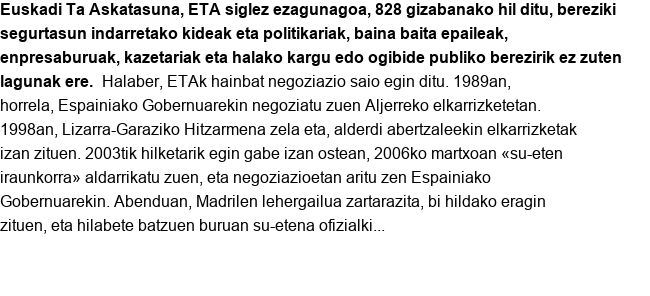 Euskadi Ta Askatasuna, ETA siglez ezagunagoa, 828 gizabanako hil ditu, bereziki
segurtasun indarretako kideak eta politikariak, baina baita epaileak,
enpresaburuak, kazetariak eta halako kargu edo ogibide publiko berezirik ez zuten
lagunak ere.  Halaber, ETAk hainbat negoziazio saio egin ditu. 1989an,
horrela, Espainiako Gobernuarekin negoziatu zuen Aljerreko elkarrizketetan.
1998an, Lizarra-Garaziko Hitzarmena zela eta, alderdi abertzaleekin elkarrizketak
izan zituen. 2003tik hilketarik egin gabe izan ostean, 2006ko martxoan «su-eten
iraunkorra» aldarrikatu zuen, eta negoziazioetan aritu zen Espainiako
Gobernuarekin. Abenduan, Madrilen lehergailua zartarazita, bi hildako eragin
zituen, eta hilabete batzuen buruan su-etena ofizialki...